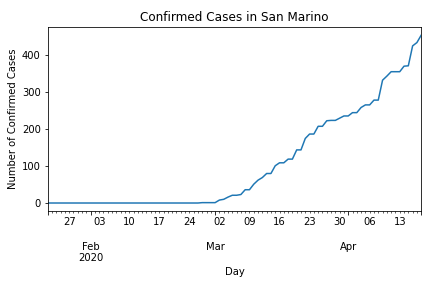 Confirmed Cases in San Marino
Number of Confirmed Cases
400
300
200
100
0
27 03 10 17 24 02 09 16 23 30 06 13
Feb Mar Apr
2020
Day